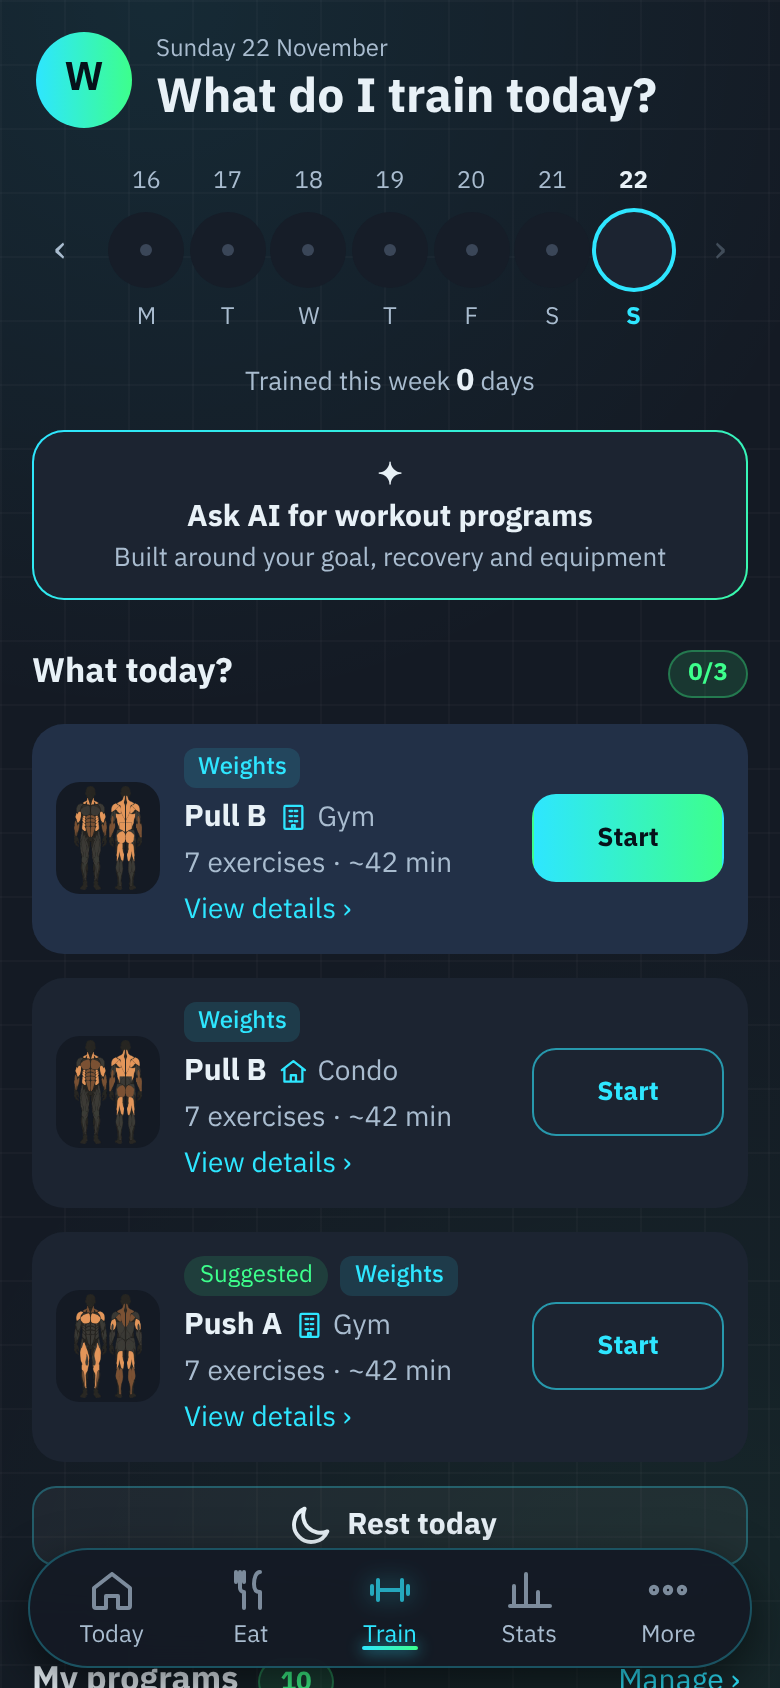 W
Sunday 22 November
What do I train today?
16 17 18 19 20 21 22
‹ ›
M T W T F S S
Trained this week 0 days
Ask AI for workout programs
Built around your goal, recovery and equipment
What today?
0/3
Weights
Pull B Gym
7 exercises · ~42 min
View details ›
Start
Weights
Pull B Condo
7 exercises · ~42 min
View details ›
Start
Suggested Weights
Push A Gym
7 exercises · ~42 min
View details ›
Start
Rest today
Today Eat Train Stats More
My programs 10 Manage ›